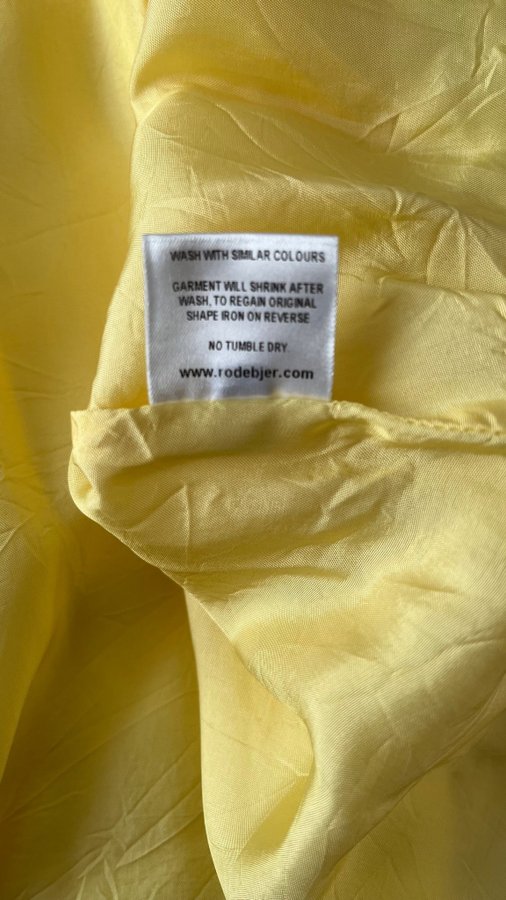 WASH WITH SIMILAR COLOURS
GARMENT WILL SHRINK AFTER
WASH, TO REGAIN ORIGINAL
SHAPE IRON ON REVERSE
NO TUMBLE DRY.
www.rodebjer.com